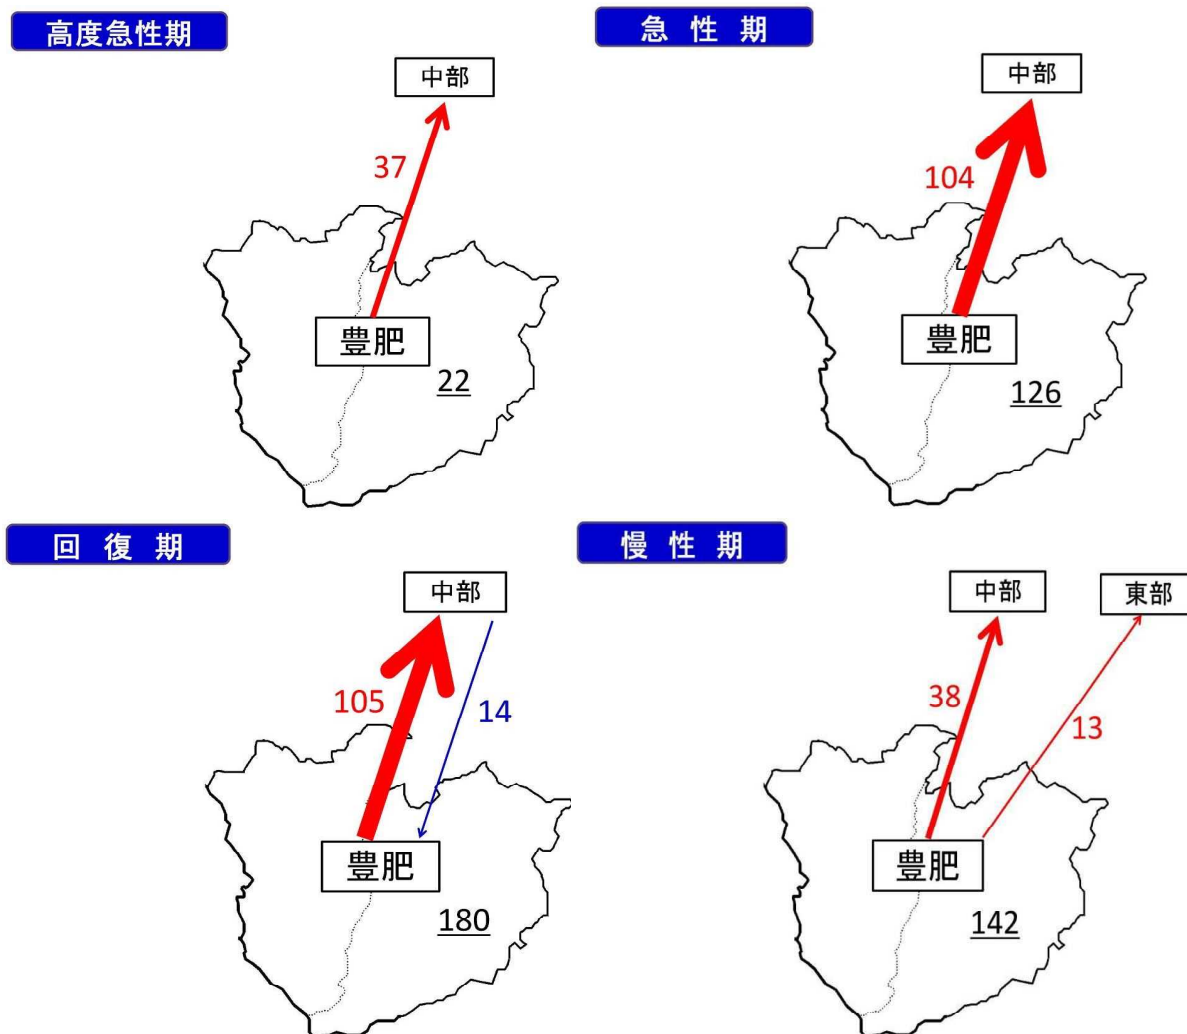 高度急性期
中部
37
豊肥
22
急性期
中部
104
豊肥
126
回復期
中部
105
14
豊肥
180
慢性期
中部
東部
38
13
豊肥
142